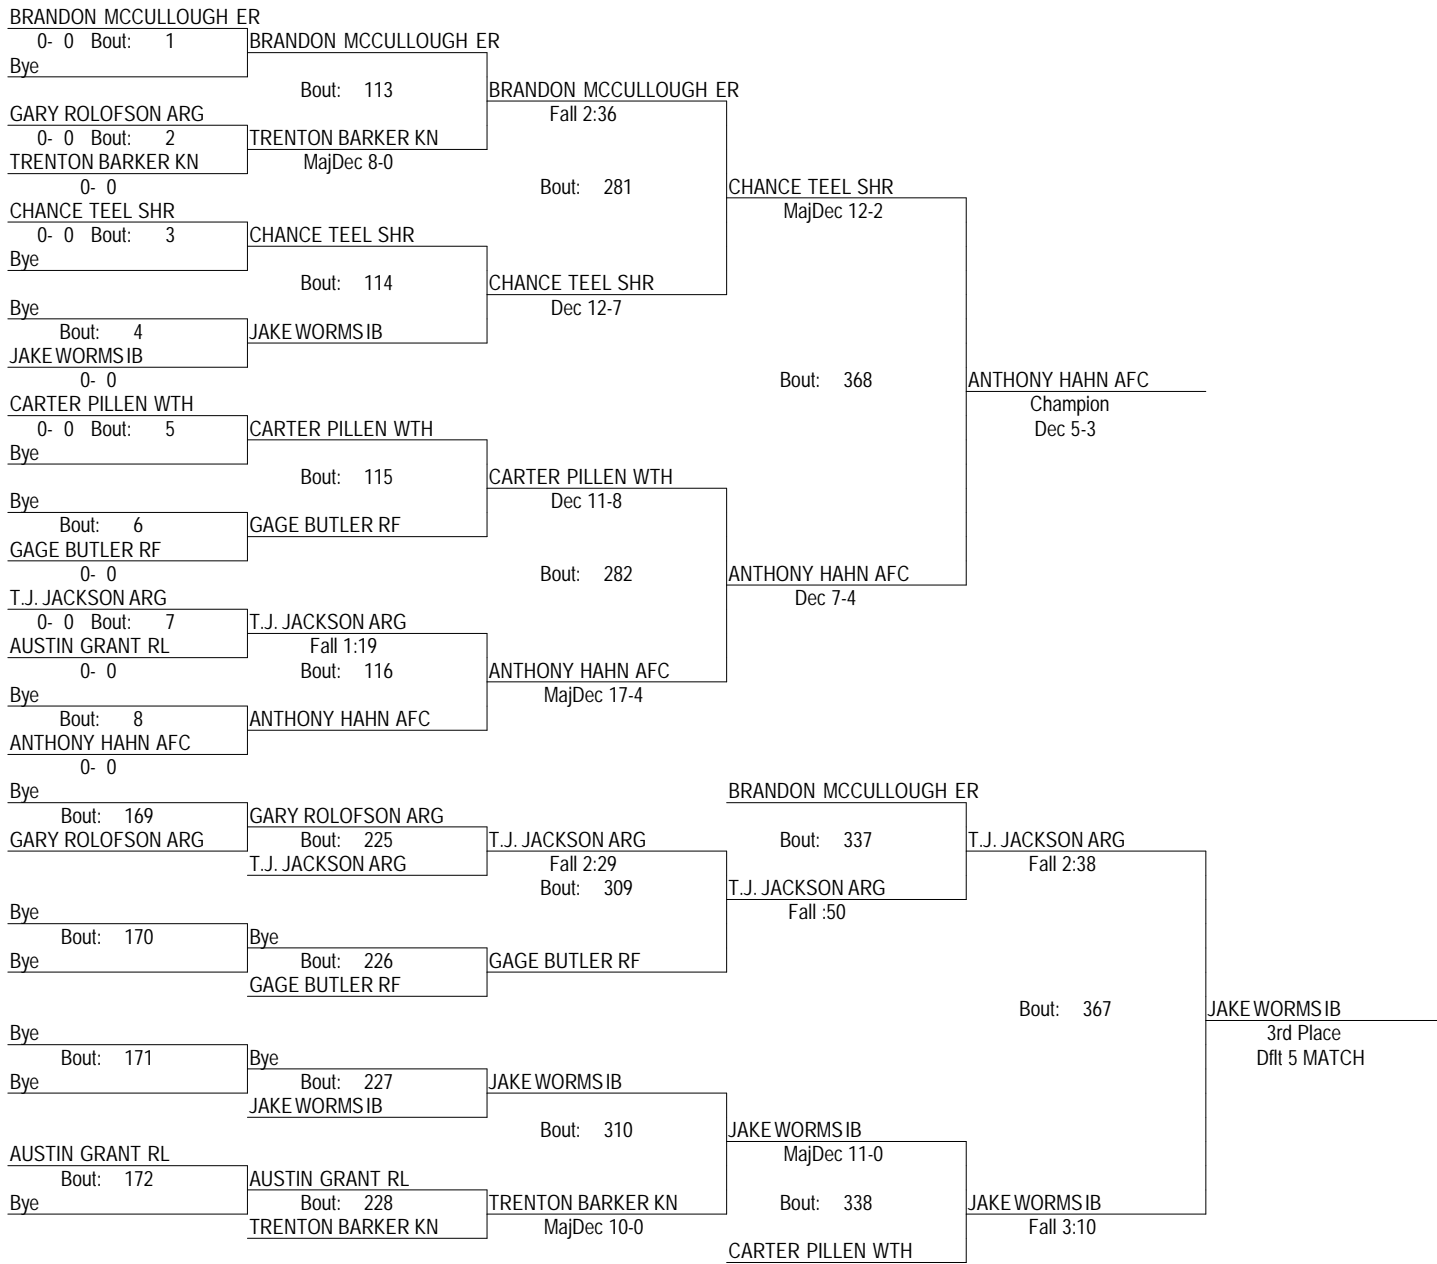 BRANDON MCCULLOUGH ER
0- 0 Bout: 1
BRANDON MCCULLOUGH ER
Bye
Bout: 113
BRANDON MCCULLOUGH ER
GARY ROLOFSON ARG
Fall 2:36
0- 0 Bout: 2
TRENTON BARKER KN
TRENTON BARKER KN
MajDec 8-0
0- 0
Bout: 281
CHANCE TEEL SHR
CHANCE TEEL SHR
MajDec 12-2
0- 0 Bout: 3
CHANCE TEEL SHR
Bye
Bout: 114
CHANCE TEEL SHR
Bye
Dec 12-7
Bout: 4
JAKE WORMS IB
JAKE WORMS IB
0- 0
Bout: 368
ANTHONY HAHN AFC
CARTER PILLEN WTH
Champion
0- 0 Bout: 5
CARTER PILLEN WTH
Dec 5-3
Bye
Bout: 115
CARTER PILLEN WTH
Bye
Dec 11-8
Bout: 6
GAGE BUTLER RF
GAGE BUTLER RF
0- 0
Bout: 282
ANTHONY HAHN AFC
T.J. JACKSON ARG
Dec 7-4
0- 0 Bout: 7
T.J. JACKSON ARG
AUSTIN GRANT RL
Fall 1:19
0- 0
Bout: 116
ANTHONY HAHN AFC
Bye
MajDec 17-4
Bout: 8
ANTHONY HAHN AFC
ANTHONY HAHN AFC
0- 0
Bye
BRANDON MCCULLOUGH ER
Bout: 169
GARY ROLOFSON ARG
GARY ROLOFSON ARG
Bout: 225
T.J. JACKSON ARG
Bout: 337
T.J. JACKSON ARG
T.J. JACKSON ARG
Fall 2:29
Fall 2:38
Bout: 309
T.J. JACKSON ARG
Bye
Fall :50
Bout: 170
Bye
Bye
Bout: 226
GAGE BUTLER RF
GAGE BUTLER RF
Bout: 367
JAKE WORMS IB
Bye
3rd Place
Bout: 171
Bye
Dflt 5 MATCH
Bye
Bout: 227
JAKE WORMS IB
JAKE WORMS IB
Bout: 310
JAKE WORMS IB
AUSTIN GRANT RL
MajDec 11-0
Bout: 172
AUSTIN GRANT RL
Bye
Bout: 228
TRENTON BARKER KN
Bout: 338
JAKE WORMS IB
TRENTON BARKER KN
MajDec 10-0
Fall 3:10
CARTER PILLEN WTH